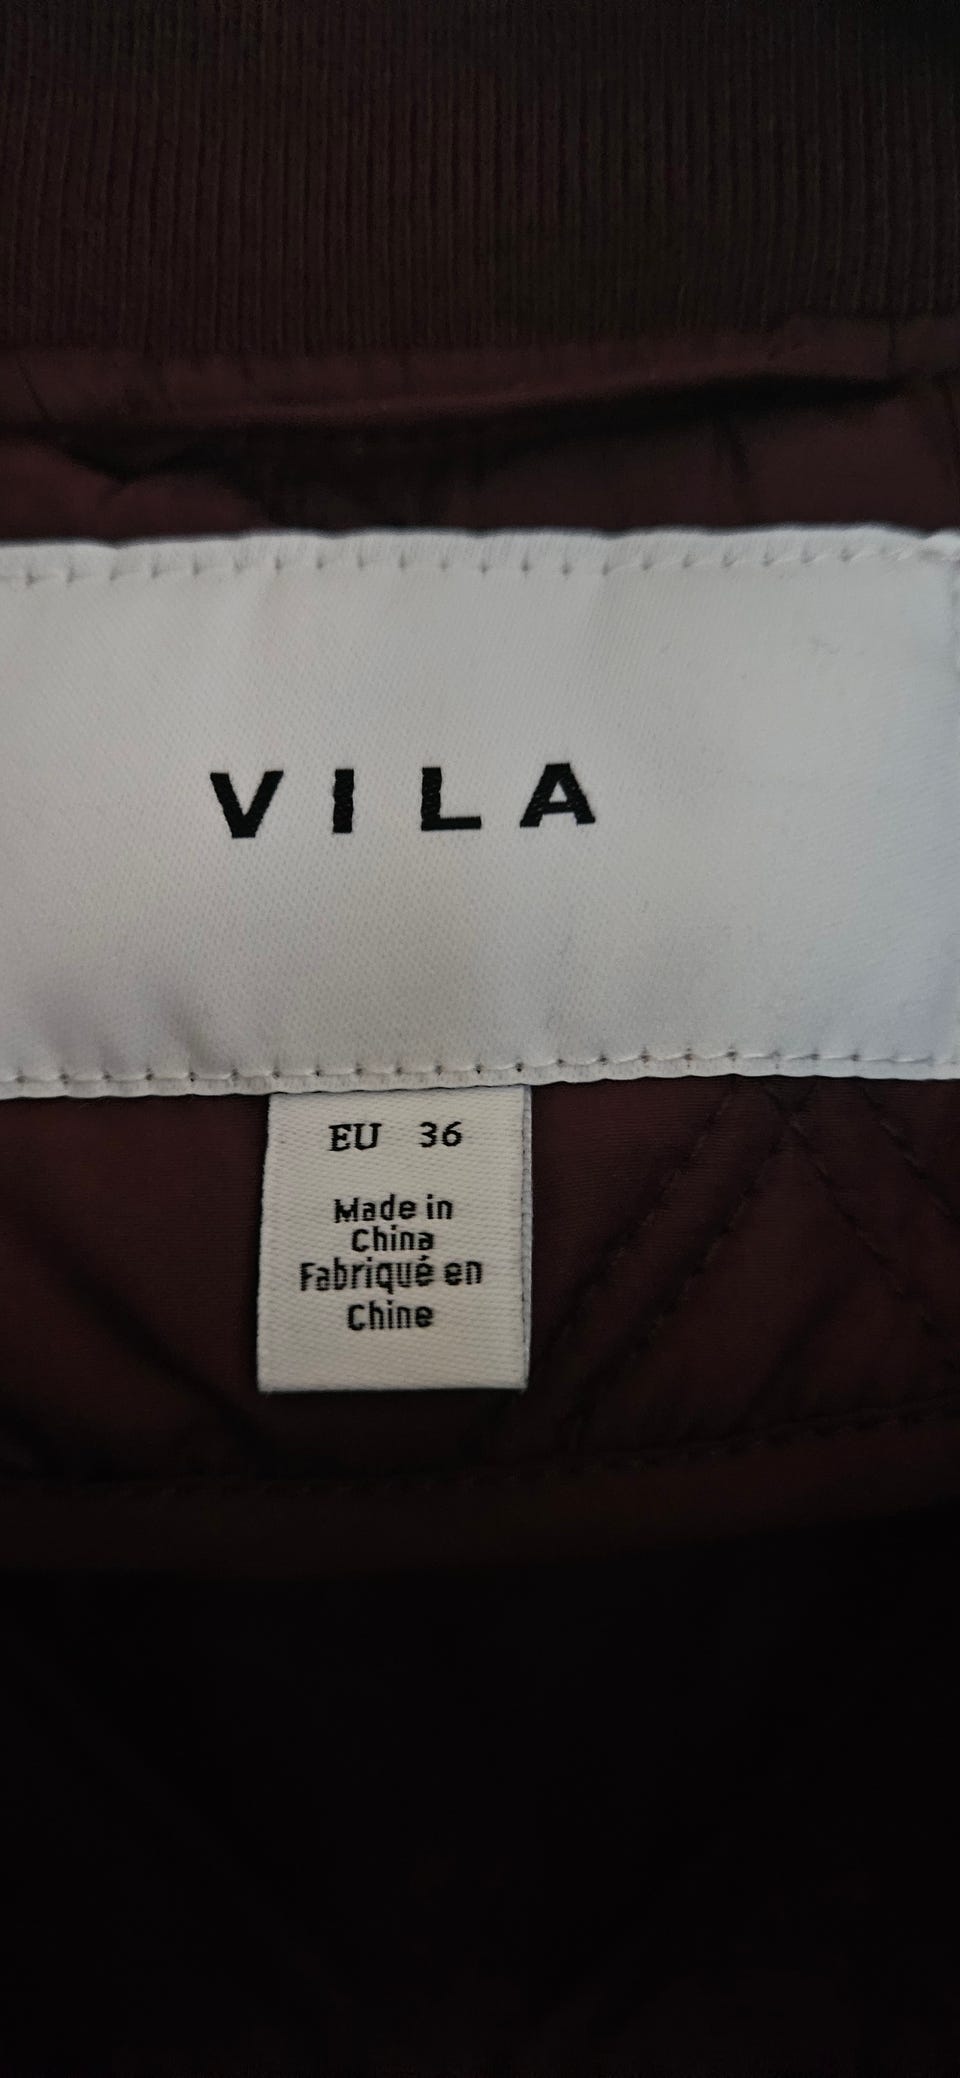 VILA
EU 36
Made in
China
Fabriqué en
Chine